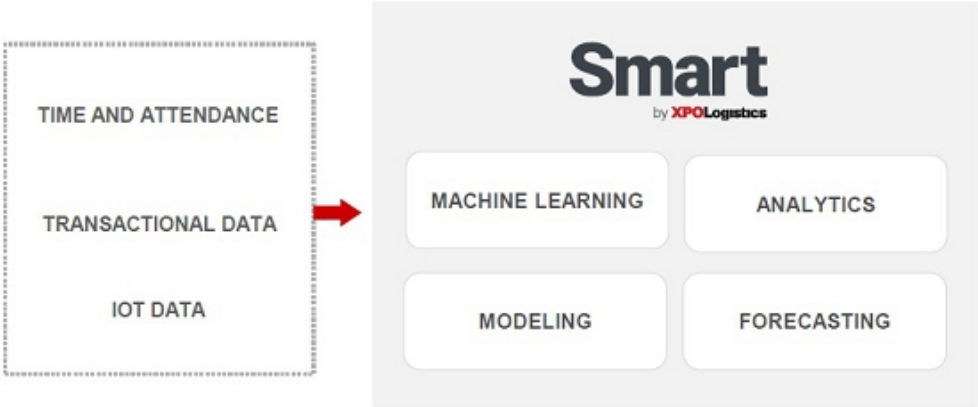 TIME AND ATTENDANCE
TRANSACTIONAL DATA
IOT DATA
Smart
by XPOLogistics
MACHINE LEARNING
ANALYTICS
MODELING
FORECASTING